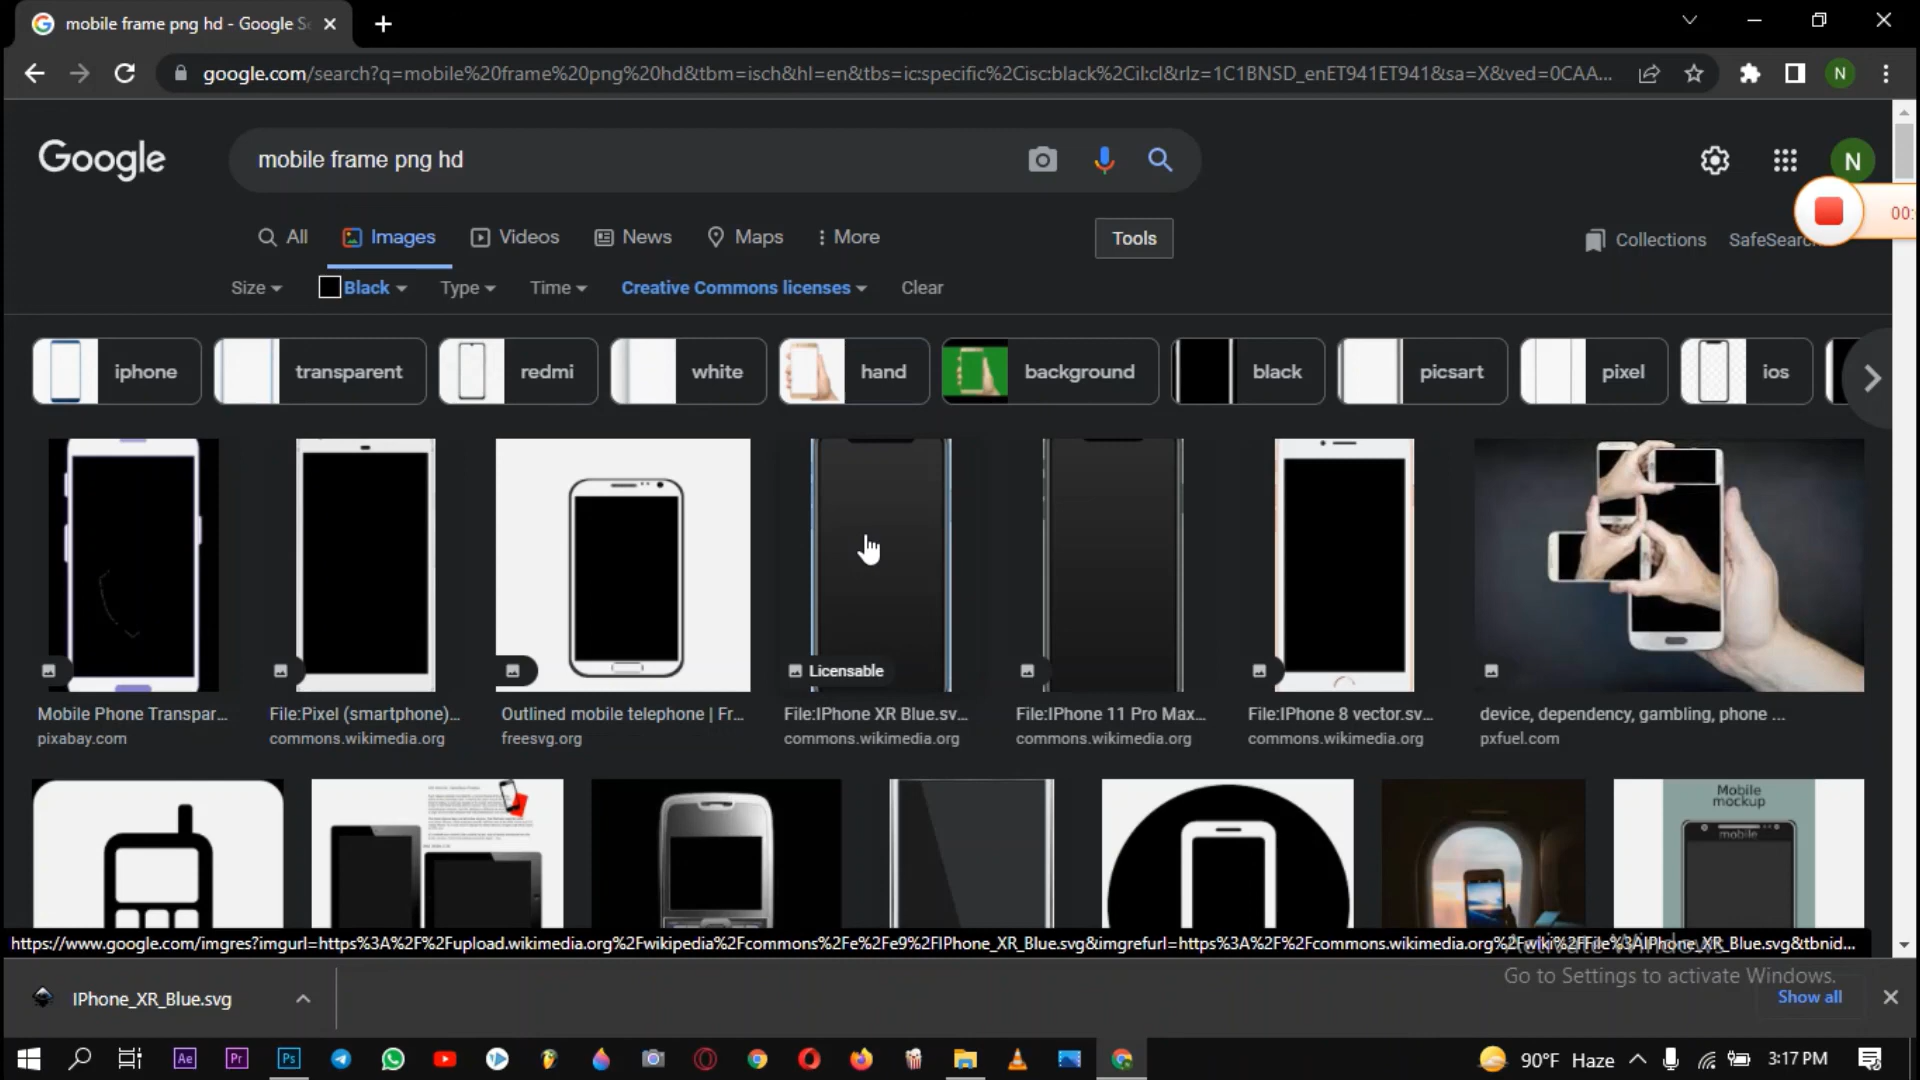 mobile frame png hd - Google S
google.com/search?q=mobile%20frame%20png%20hd&tbm=isch&hl=en&tbs=ic:specific%2Cisc:black%2Cil:cl&rlz=1C1BNSD_enET941ET941&sa=X&ved=0CAA...
N
Google
mobile frame png hd
N
00:
All
Images
Videos
News
Maps
More
Tools
Collections
SafeSearch
Size
Black
Type
Time
Creative Commons licenses
Clear
iphone
transparent
redmi
white
hand
background
black
picsart
pixel
ios
Licensable
Mobile Phone Transpar...
pixabay.com
File:Pixel (smartphone)...
commons.wikimedia.org
Outlined mobile telephone | Fr...
freesvg.org
File:IPhone XR Blue.sv...
commons.wikimedia.org
File:IPhone 11 Pro Max...
commons.wikimedia.org
File:IPhone 8 vector.sv...
commons.wikimedia.org
device, dependency, gambling, phone ...
pxfuel.com
Mobile
mockup
mobile
https://www.google.com/imgres?imgurl=https%3A%2F%2Fupload.wikimedia.org%2Fwikipedia%2Fcommons%2Fe%2Fe9%2FIPhone_XR_Blue.svg&imgrefurl=https%3A%2F%2Fcommons.wikimedia.org%2Fwiki%2FFile%3AIPhone_XR_Blue.svg&tbnid...
Activate Windows
Go to Settings to activate Windows.
IPhone_XR_Blue.svg
Show all
Ae
Pr
Ps
90°F Haze
3:17 PM